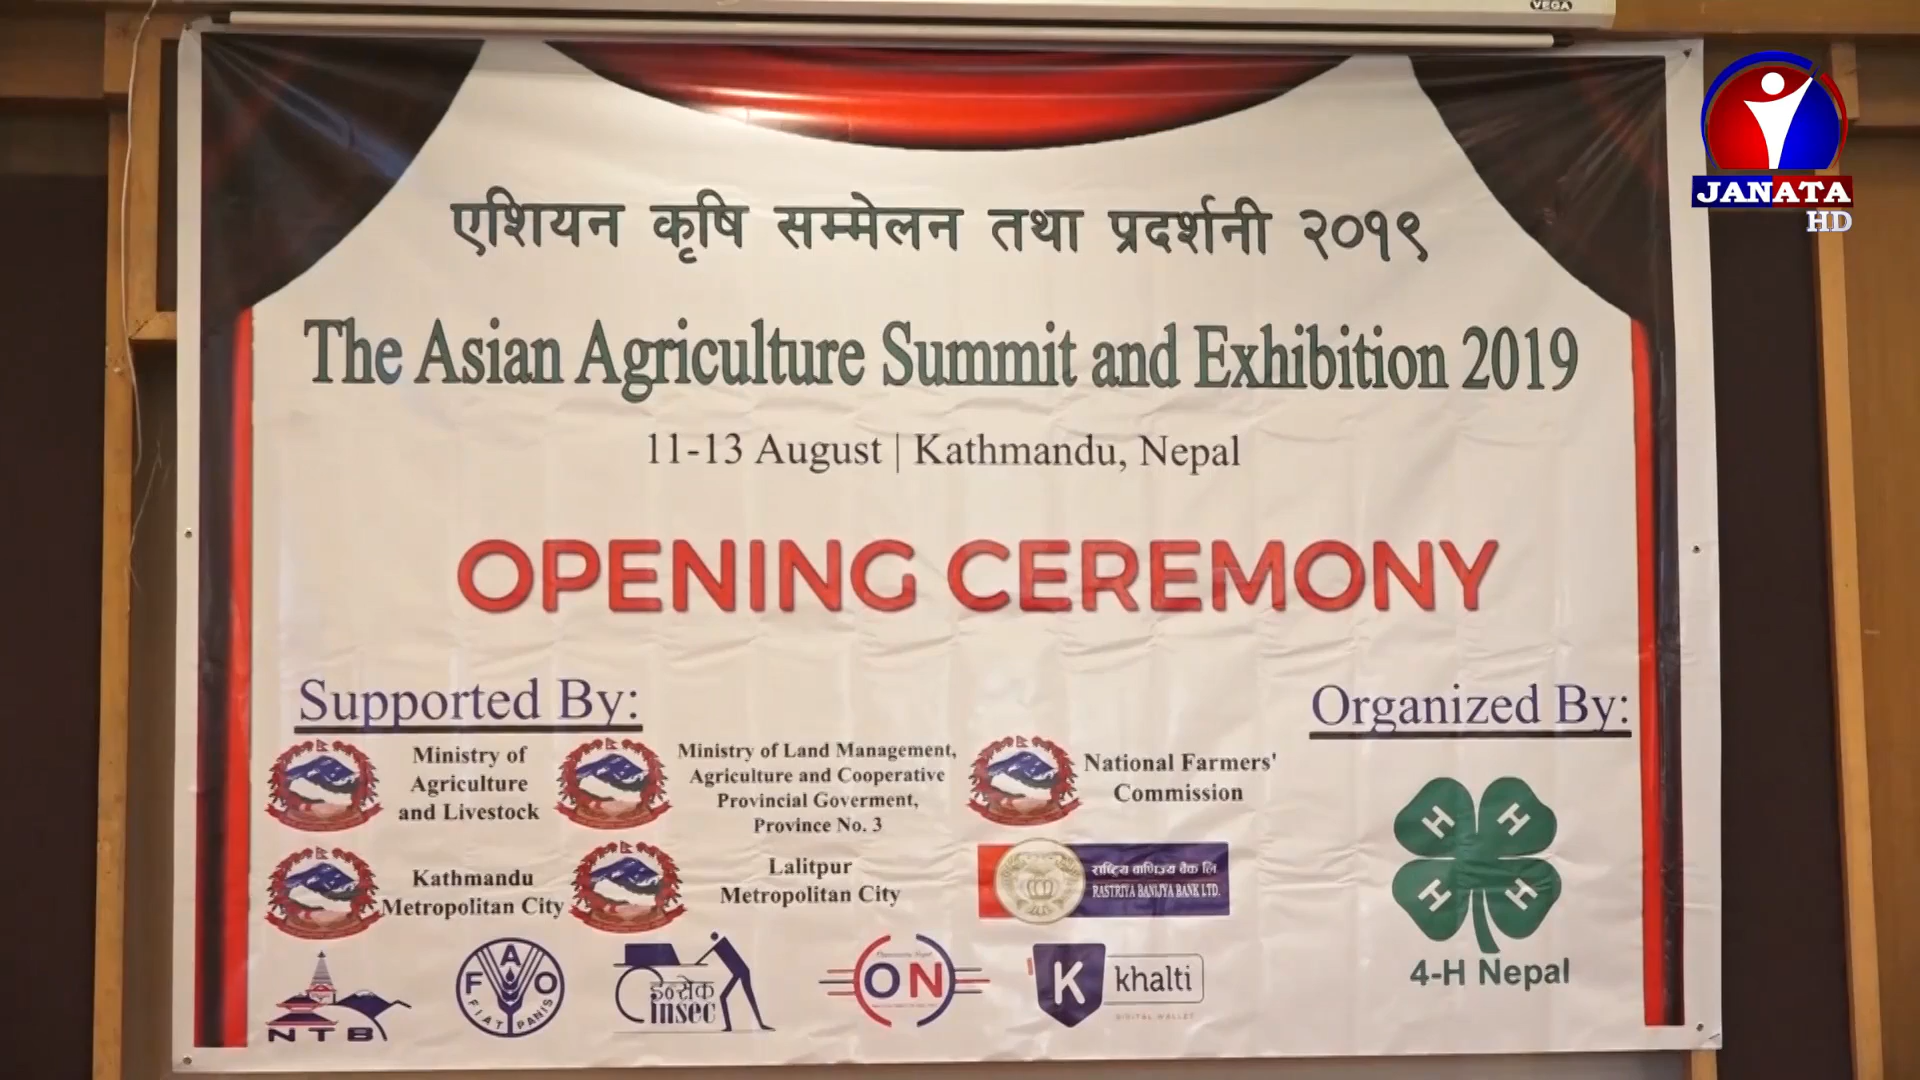 VEGA
JANATA
HD
एशियन कृषि सम्मेलन तथा प्रदर्शनी २०१९
The Asian Agriculture Summit and Exhibition 2019
11-13 August | Kathmandu, Nepal
OPENING CEREMONY
Supported By:
Ministry of
Agriculture
and Livestock
Ministry of Land Management,
Agriculture and Cooperative
Provincial Goverment,
Province No. 3
National Farmers'
Commission
Kathmandu
Metropolitan City
Lalitpur
Metropolitan City
राष्ट्रिय वाणिज्य बैंक लि
RASTRIYA BANIJYA BANK LTD.
NTB
FAO
FIAT PANIS
इन्सेक
insec
ON
K khalti
DIGITAL WALLET
Organized By:
H H
H H
4-H Nepal